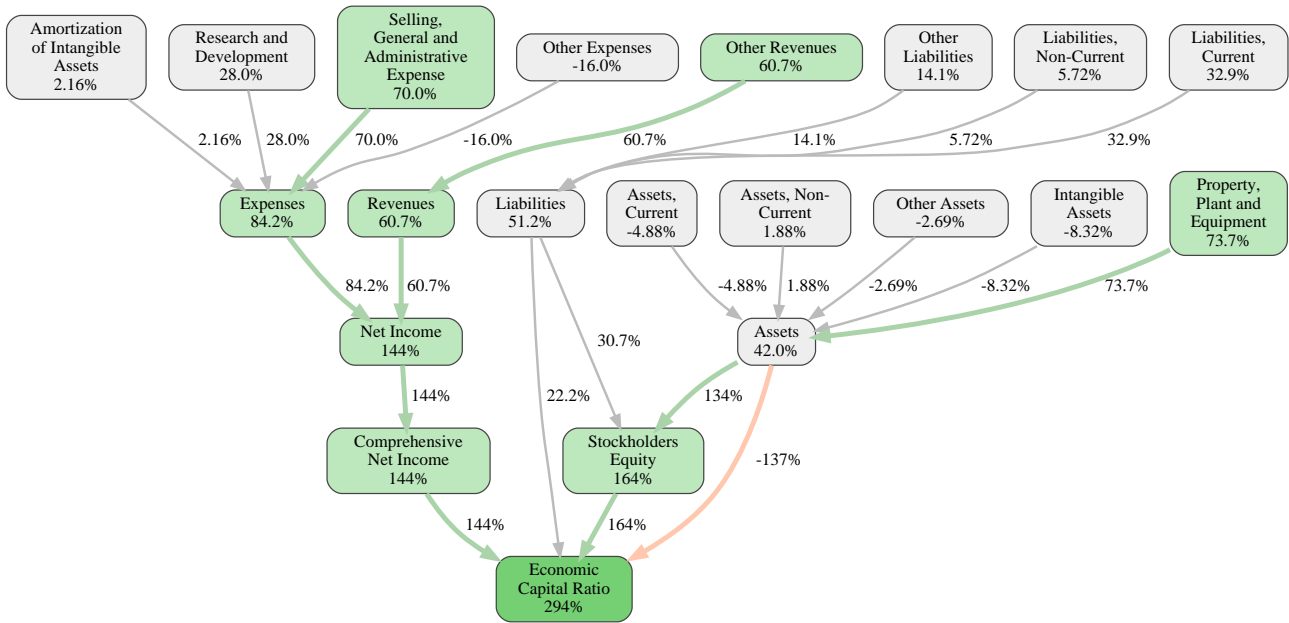 Amortization
of Intangible
Assets
2.16%
Research and
Development
28.0%
Selling,
General and
Administrative
Expense
70.0%
Other Expenses
-16.0%
Other Revenues
60.7%
Other
Liabilities
14.1%
Liabilities,
Non-Current
5.72%
Liabilities,
Current
32.9%
2.16%
28.0%
70.0%
-16.0%
60.7%
14.1%
5.72%
32.9%
Expenses
84.2%
Revenues
60.7%
Liabilities
51.2%
Assets,
Current
-4.88%
Assets, Non-
Current
1.88%
Other Assets
-2.69%
Intangible
Assets
-8.32%
Property,
Plant and
Equipment
73.7%
84.2%
60.7%
-4.88%
1.88%
-2.69%
-8.32%
73.7%
Net Income
144%
30.7%
Assets
42.0%
144%
22.2%
134%
-137%
Comprehensive
Net Income
144%
Stockholders
Equity
164%
144%
164%
Economic
Capital Ratio
294%